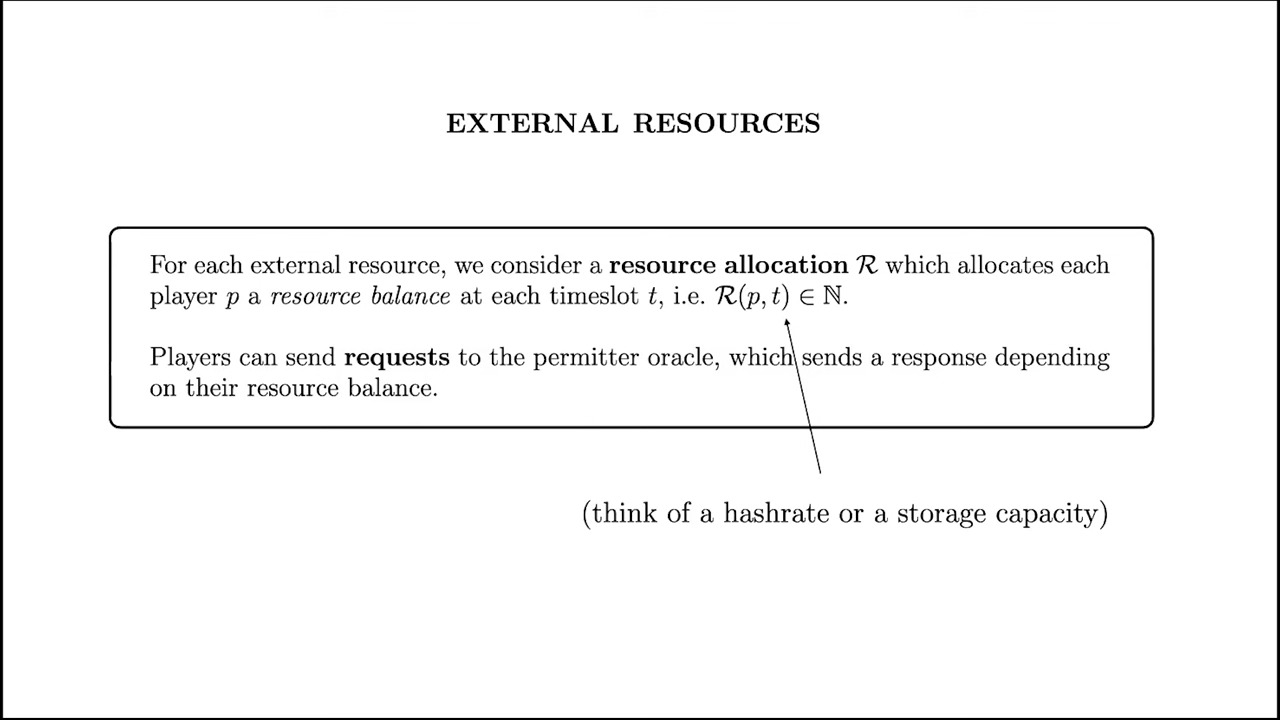 EXTERNAL RESOURCES
For each external resource, we consider a resource allocation ℛ which allocates each
player p a resource balance at each timeslot t, i.e. ℛ(p, t) ∈ ℕ.
Players can send requests to the permitter oracle, which sends a response depending
on their resource balance.
(think of a hashrate or a storage capacity)